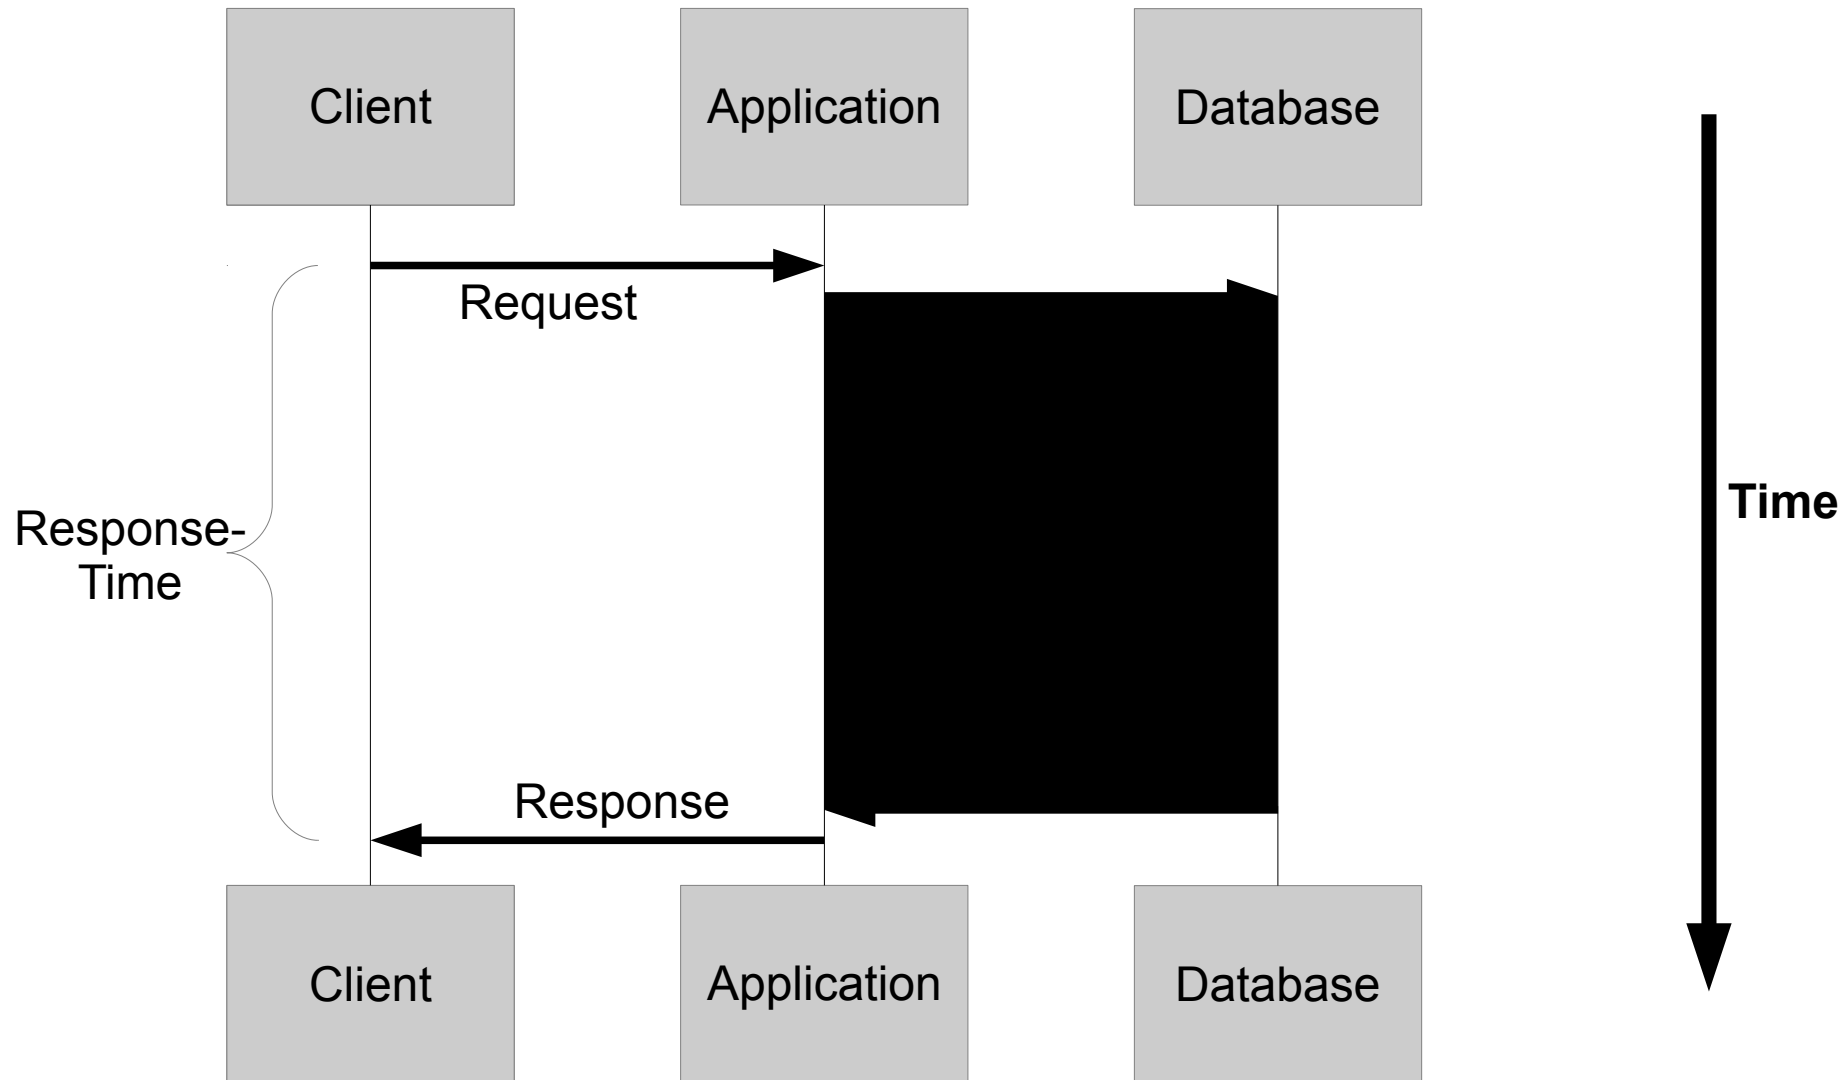 Client
Application
Database
Request
Time
Response-
Time
Response
Client
Application
Database